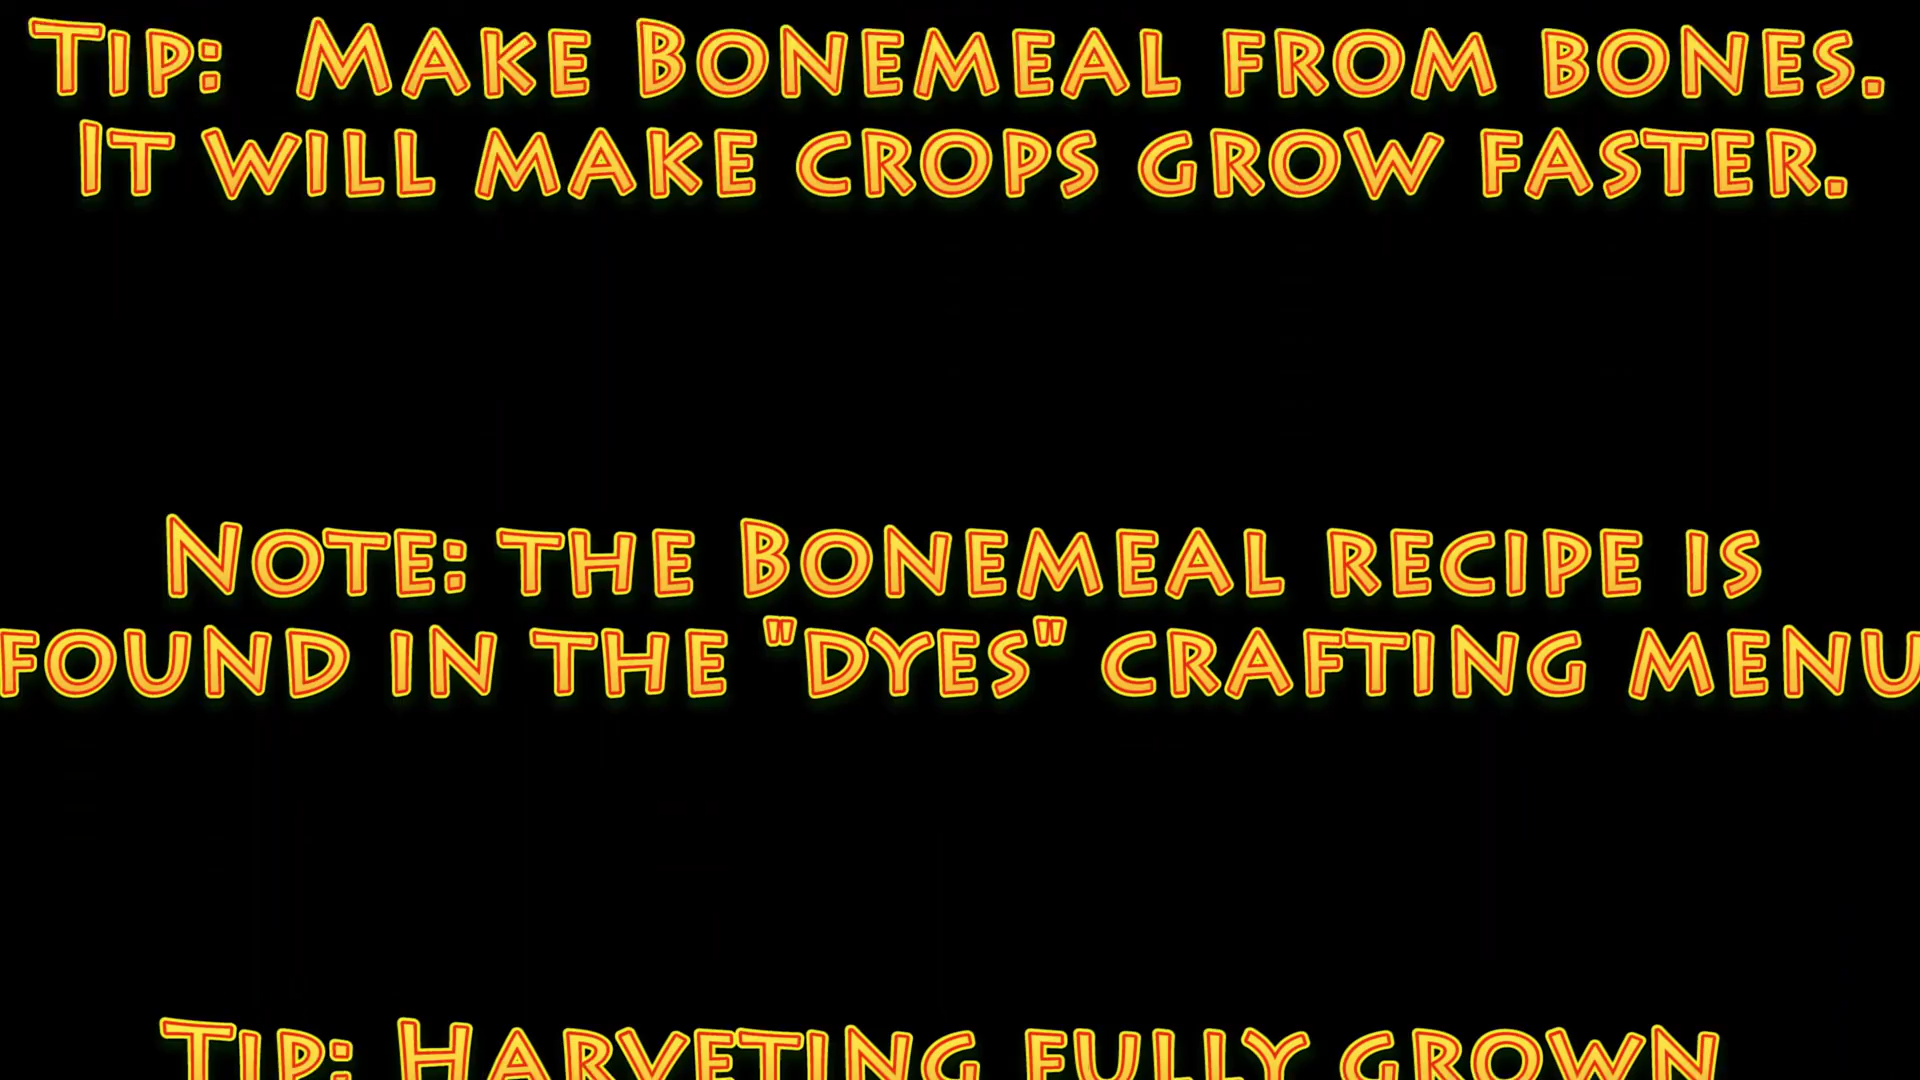 Tip:  Make Bonemeal from bones.
It will make crops grow faster.
Note: the Bonemeal recipe is
found in the "dyes" crafting menu
Tip: Harveting fully grown